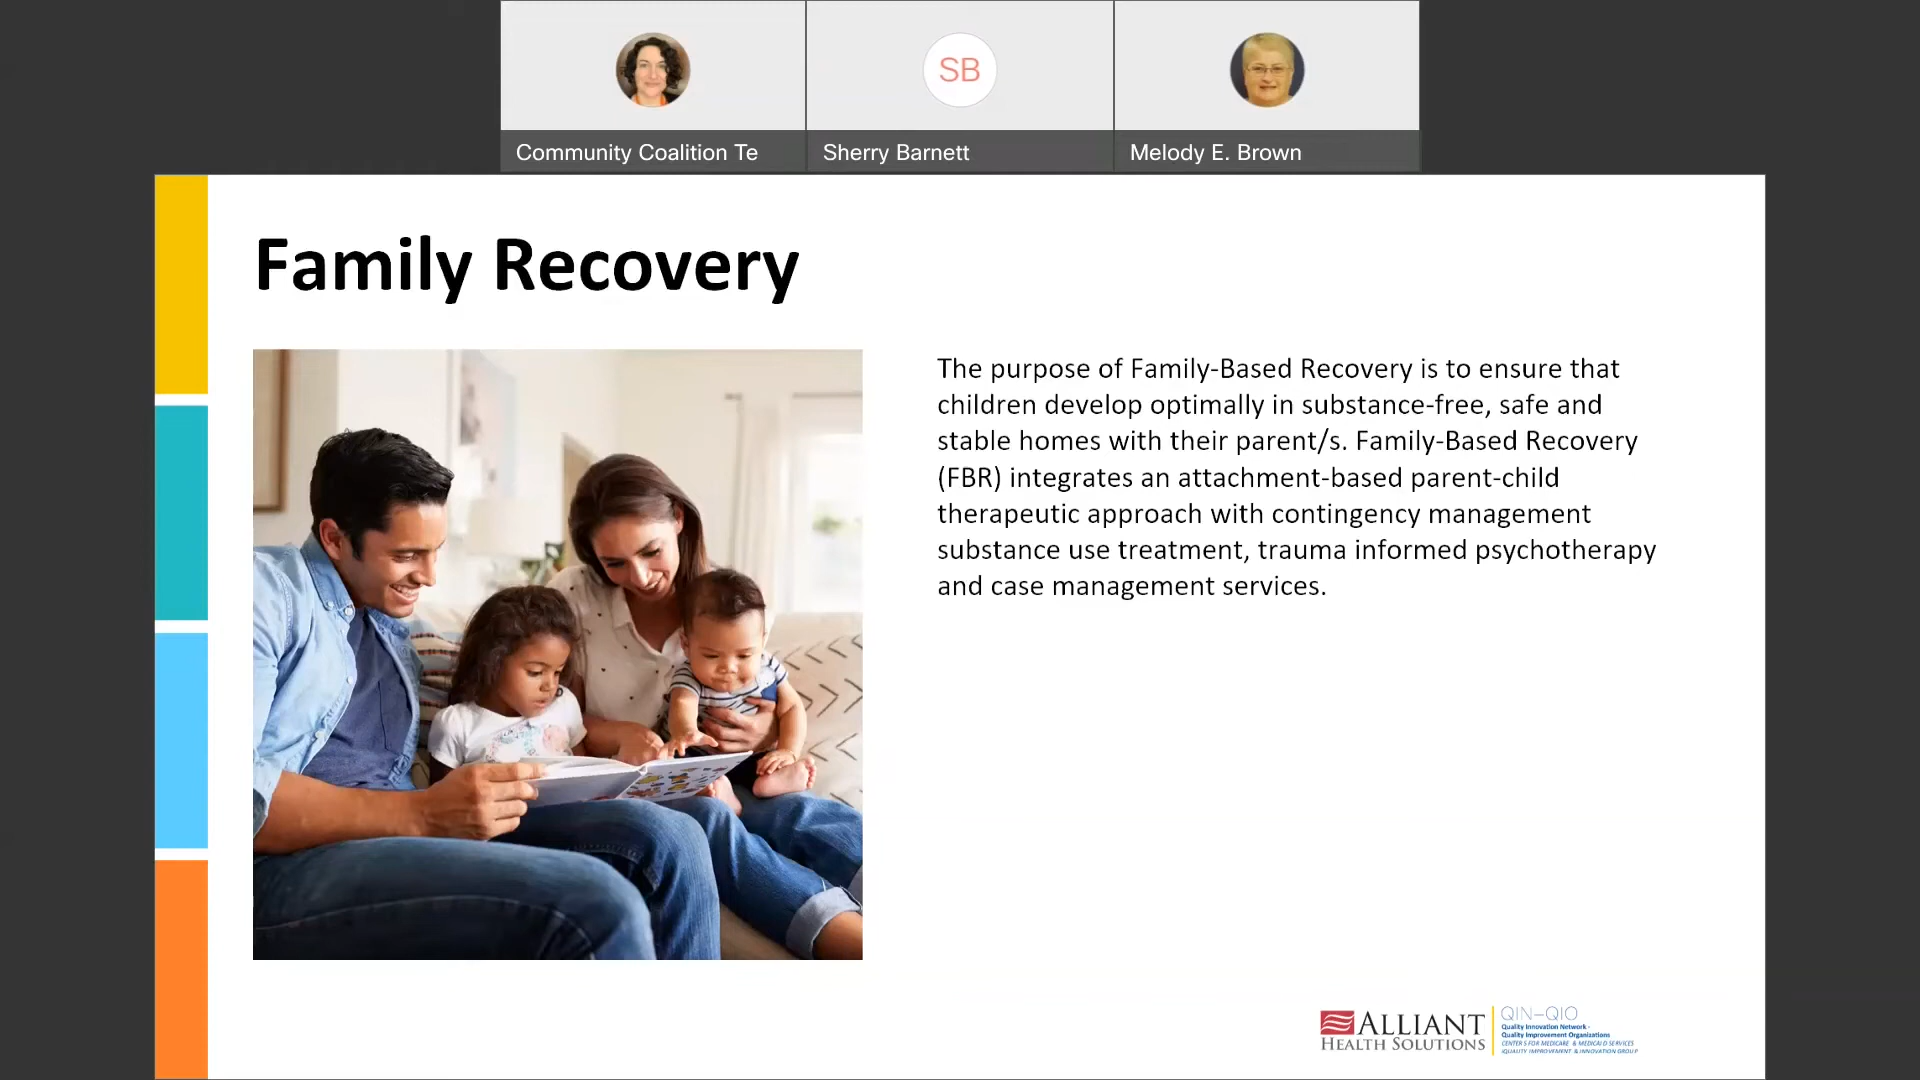 SB
Community Coalition Te
Sherry Barnett
Melody E. Brown
Family Recovery
The purpose of Family-Based Recovery is to ensure that
children develop optimally in substance-free, safe and
stable homes with their parent/s. Family-Based Recovery
(FBR) integrates an attachment-based parent-child
therapeutic approach with contingency management
substance use treatment, trauma informed psychotherapy
and case management services.
ALLIANT
HEALTH SOLUTIONS
QIN–QIO
Quality Innovation Network -
Quality Improvement Organizations
CENTERS FOR MEDICARE & MEDICAID SERVICES
iQUALITY IMPROVEMENT & INNOVATION GROUP